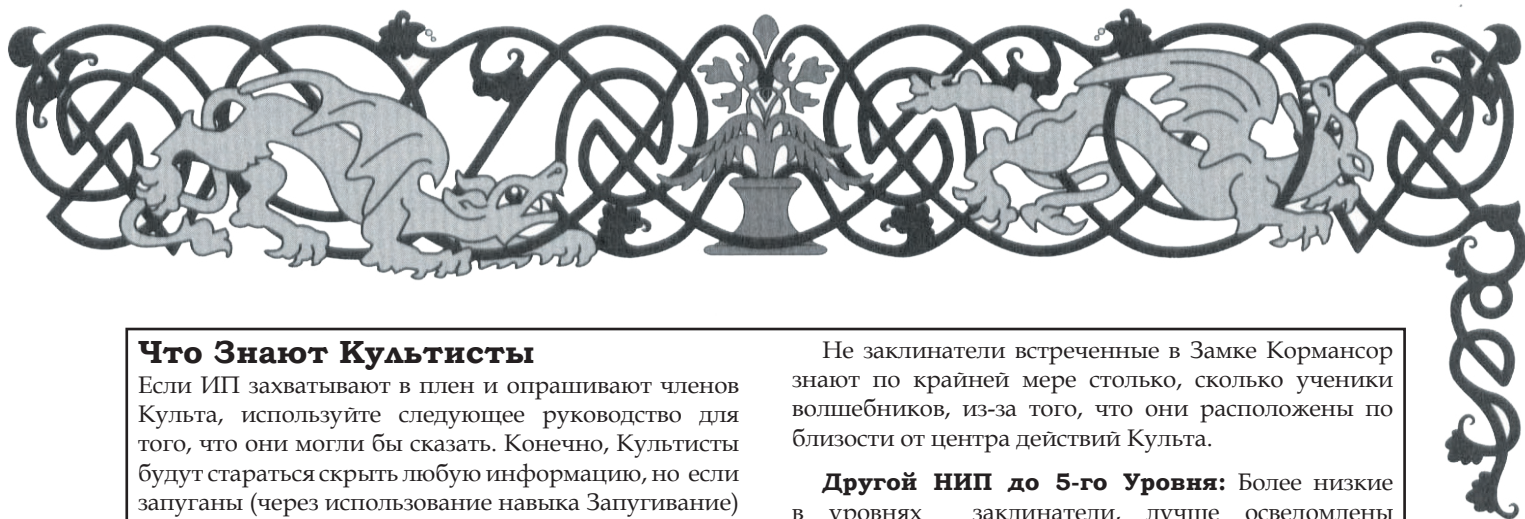 Что Знают Культисты
Если ИП захватывают в плен и опрашивают членов
Культа, используйте следующее руководство для
того, что они могли бы сказать. Конечно, Культисты
будут стараться скрыть любую информацию, но если
запуганы (через использование навыка Запугивание)
Не заклинатели встреченные в Замке Кормансор
знают по крайней мере столько, сколько ученики
волшебников, из-за того, что они расположены по
близости от центра действий Культа.
Другой НИП до 5-го Уровня: Более низкие
в уровнях заклинатели, лучше осведомлены